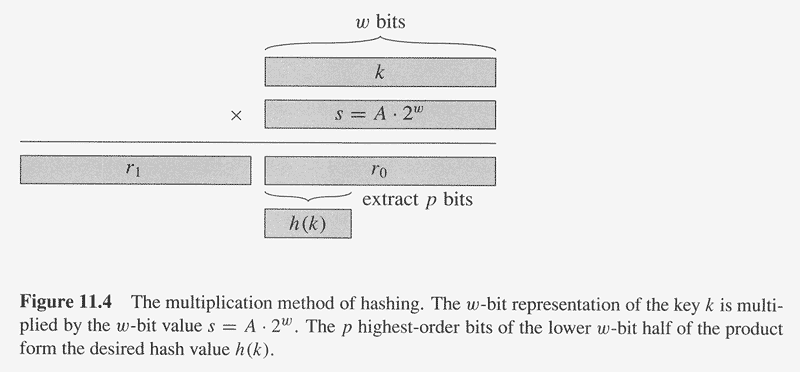 w bits
k
× s = A · 2^w
r₁ r₀
extract p bits
h(k)
Figure 11.4 The multiplication method of hashing. The w-bit representation of the key k is multi-
plied by the w-bit value s = A · 2^w. The p highest-order bits of the lower w-bit half of the product
form the desired hash value h(k).